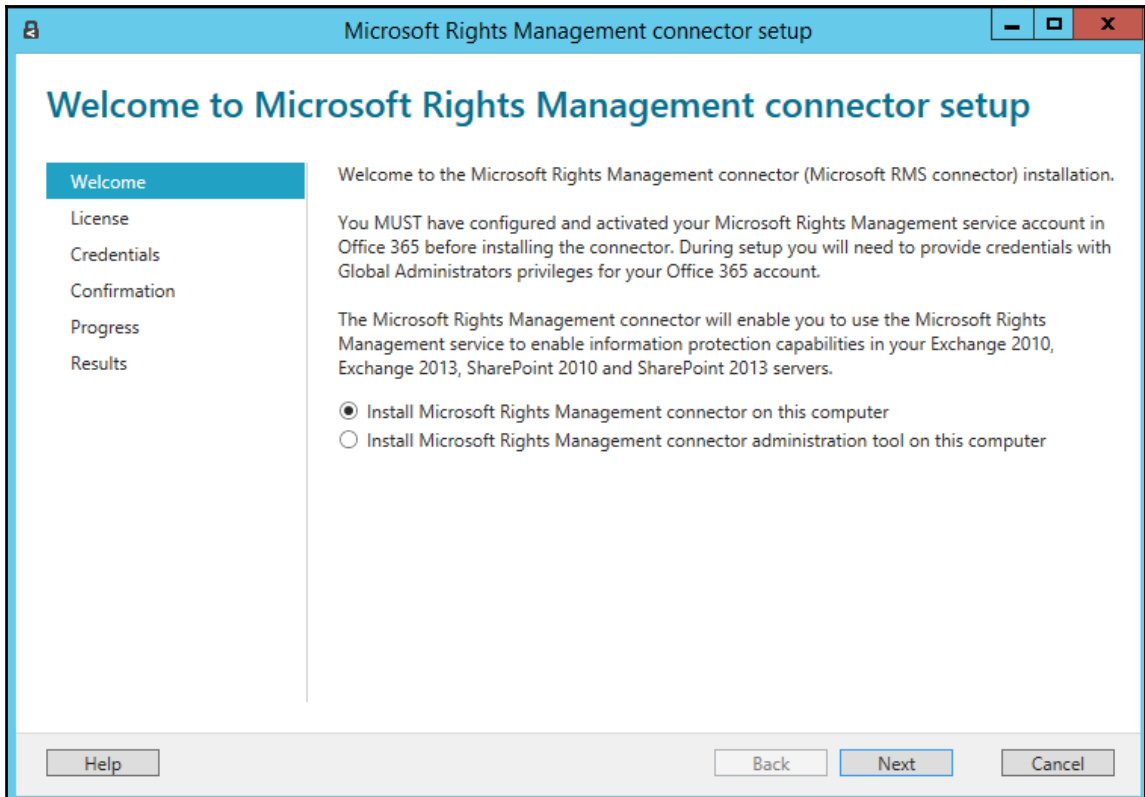 Microsoft Rights Management connector setup
Welcome to Microsoft Rights Management connector setup
Welcome
License
Credentials
Confirmation
Progress
Results
Welcome to the Microsoft Rights Management connector (Microsoft RMS connector) installation.
You MUST have configured and activated your Microsoft Rights Management service account in
Office 365 before installing the connector. During setup you will need to provide credentials with
Global Administrators privileges for your Office 365 account.
The Microsoft Rights Management connector will enable you to use the Microsoft Rights
Management service to enable information protection capabilities in your Exchange 2010,
Exchange 2013, SharePoint 2010 and SharePoint 2013 servers.
Install Microsoft Rights Management connector on this computer
Install Microsoft Rights Management connector administration tool on this computer
Help
Back
Next
Cancel